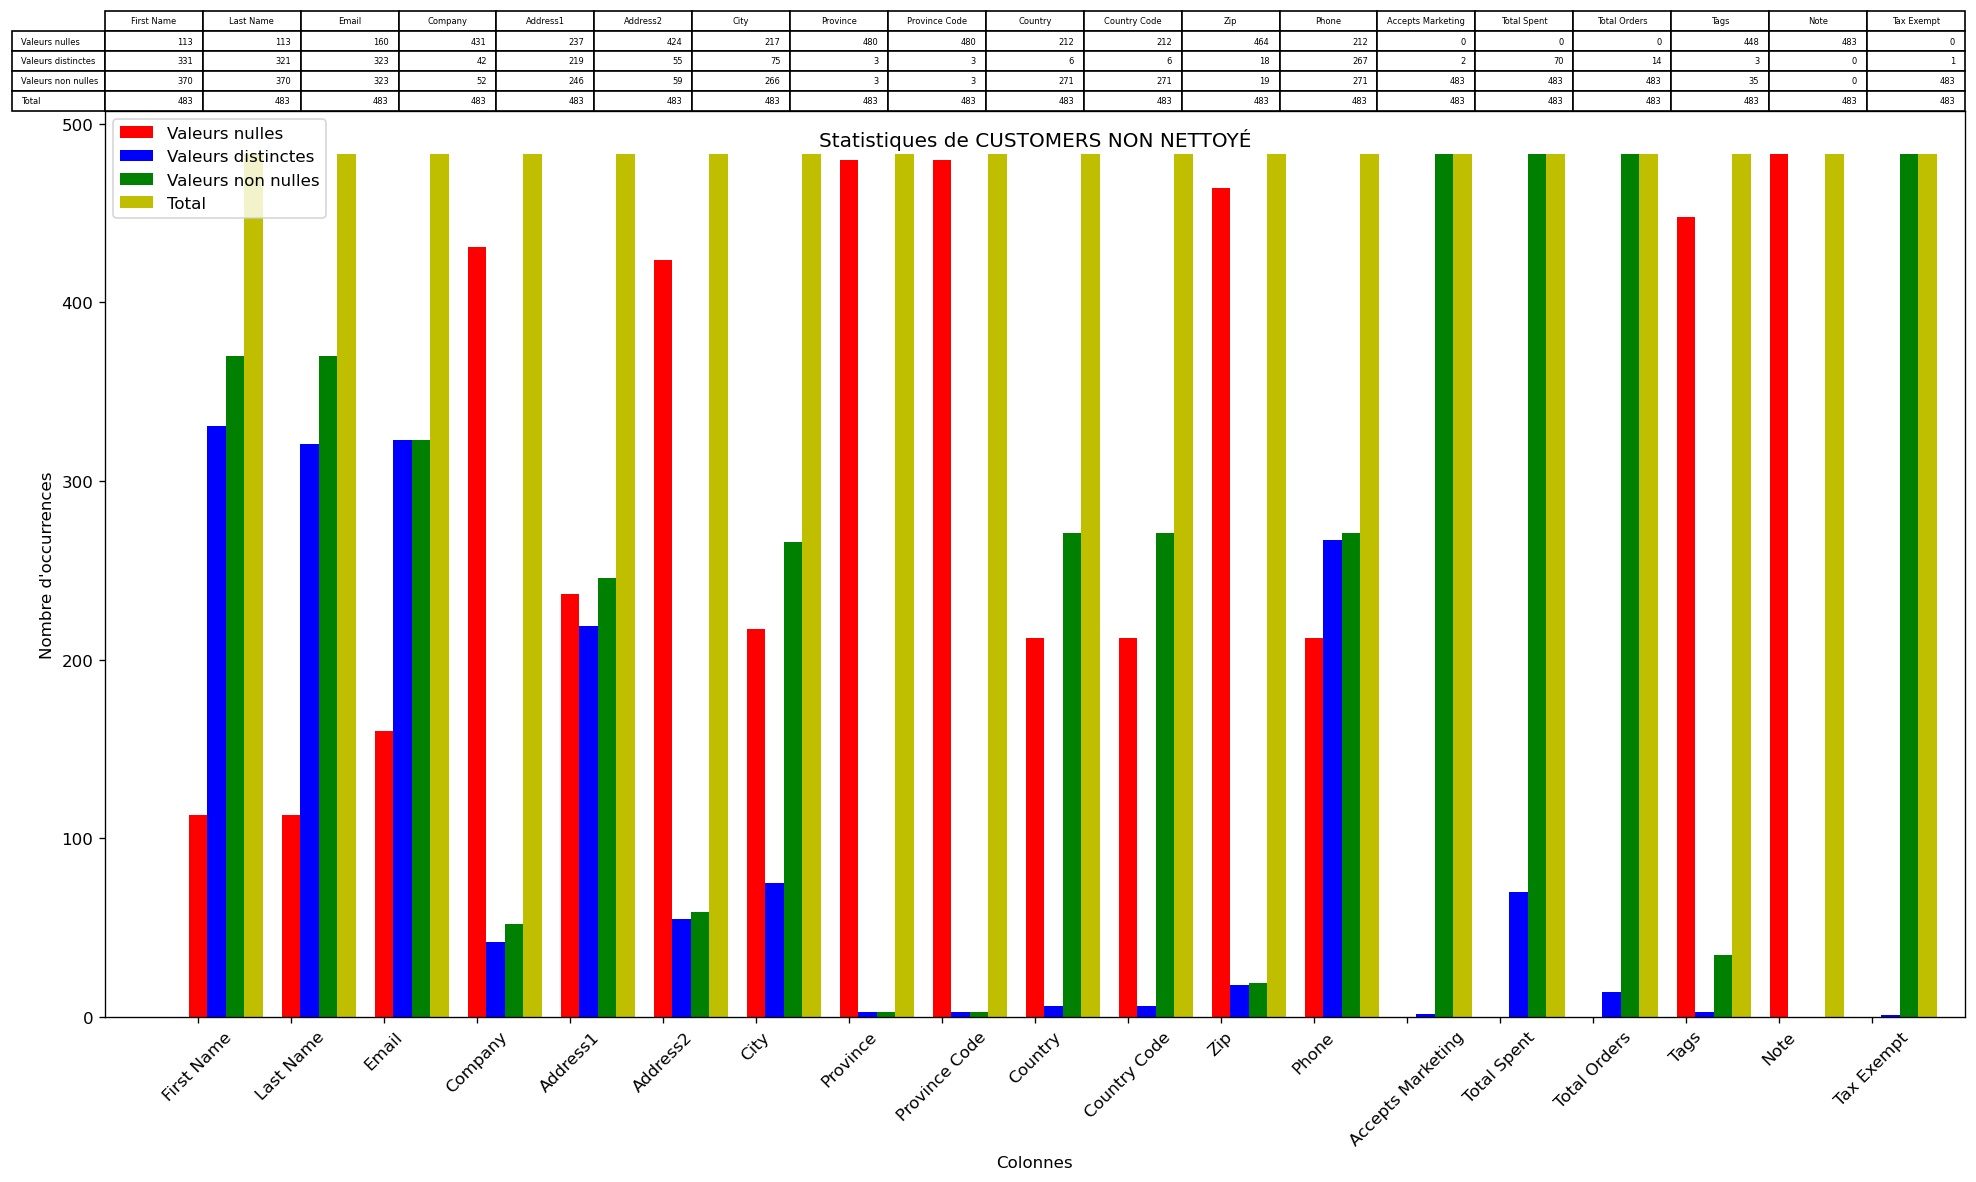 First Name Last Name Email Company Address1 Address2 City Province Province Code Country Country Code Zip Phone Accepts Marketing Total Spent Total Orders Tags Note Tax Exempt
Valeurs nulles 113 113 160 431 237 424 217 480 480 212 212 464 212 0 0 0 448 483 0
Valeurs distinctes 331 321 323 42 219 55 75 3 3 6 6 18 267 2 70 14 3 0 1
Valeurs non nulles 370 370 323 52 246 59 266 3 3 271 271 19 271 483 483 483 35 0 483
Total 483 483 483 483 483 483 483 483 483 483 483 483 483 483 483 483 483 483 483
Statistiques de CUSTOMERS NON NETTOYÉ
Valeurs nulles
Valeurs distinctes
Valeurs non nulles
Total
Nombre d'occurrences
500
400
300
200
100
0
First Name Last Name Email Company Address1 Address2 City Province Province Code Country Country Code Zip Phone Accepts Marketing Total Spent Total Orders Tags Note Tax Exempt
Colonnes